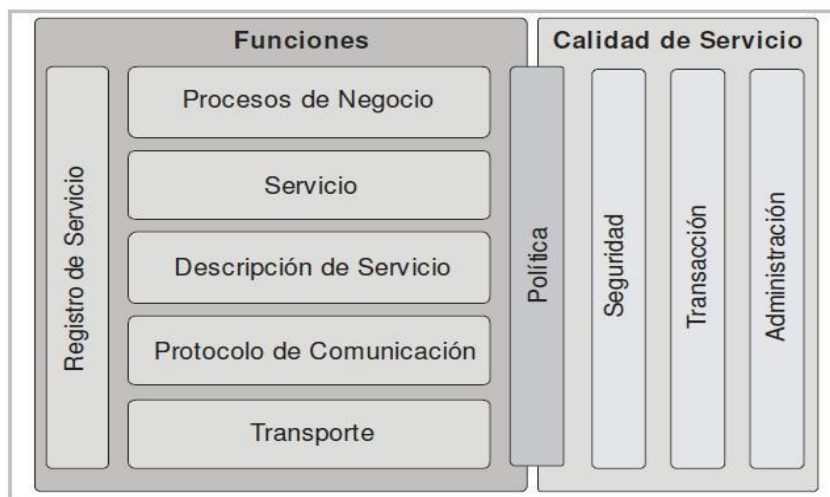 Funciones
Calidad de Servicio
Registro de Servicio
Procesos de Negocio
Servicio
Descripción de Servicio
Protocolo de Comunicación
Transporte
Política
Seguridad
Transacción
Administración